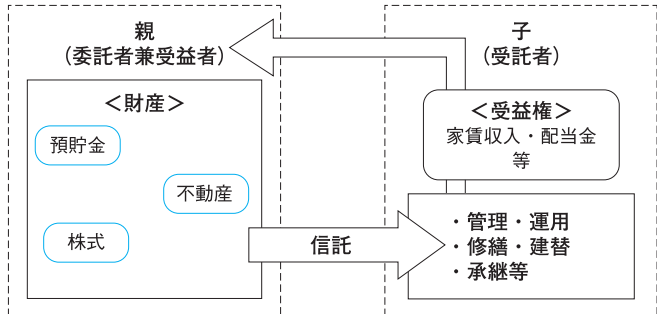 親
（委託者兼受益者）
＜財産＞
預貯金
不動産
株式
信託
子
（受託者）
＜受益権＞
家賃収入・配当金
等
・管理・運用
・修繕・建替
・承継等